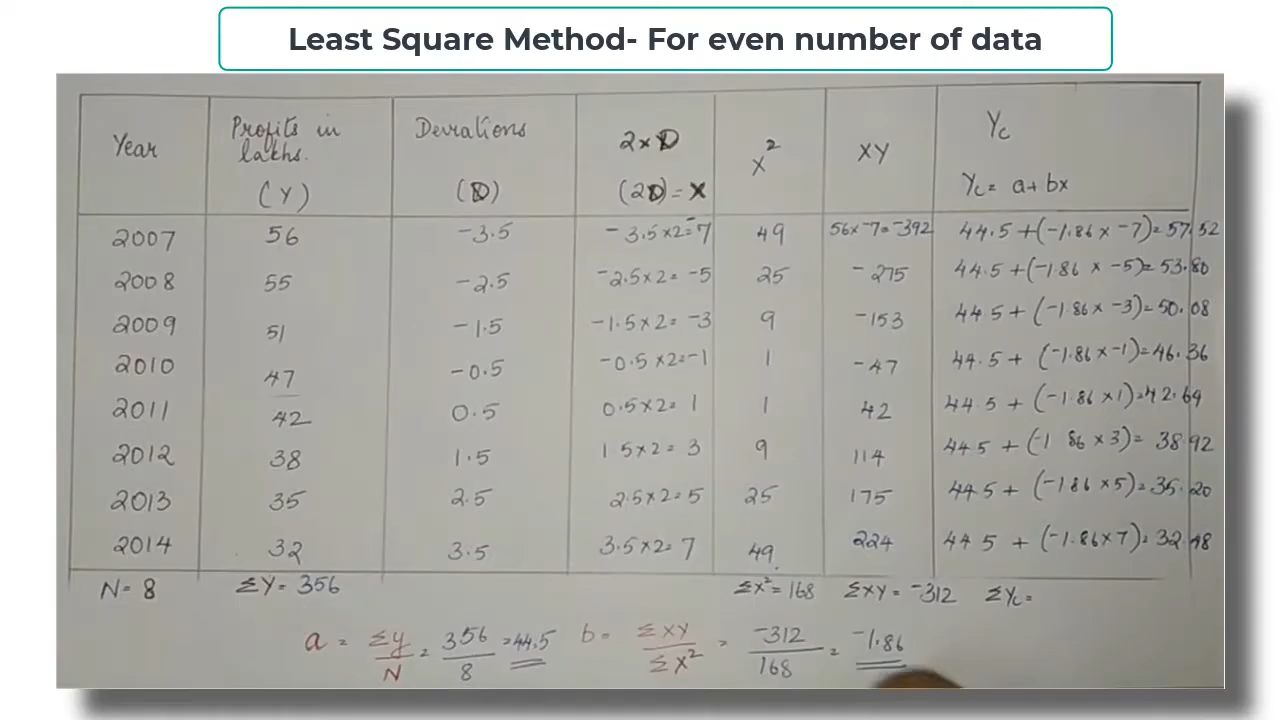 Least Square Method- For even number of data
Year Profits in lakhs. (Y) Deviations (D) 2×D (2D)=X X² XY Yc Yc= a+bx
2007 56 -3.5 -3.5×2=-7 49 56×-7=-392 44.5+(-1.86×-7)=57.52
2008 55 -2.5 -2.5×2=-5 25 -275 44.5+(-1.86×-5)=53.80
2009 51 -1.5 -1.5×2=-3 9 -153 44.5+(-1.86×-3)=50.08
2010 47 -0.5 -0.5×2=-1 1 -47 44.5+(-1.86×-1)=46.36
2011 42 0.5 0.5×2=1 1 42 44.5+(-1.86×1)=42.64
2012 38 1.5 1.5×2=3 9 114 44.5+(-1.86×3)=38.92
2013 35 2.5 2.5×2=5 25 175 44.5+(-1.86×5)=35.20
2014 32 3.5 3.5×2=7 49 224 44.5+(-1.86×7)=32.48
N=8 ΣY=356 Σx²=168 ΣXY=-312 ΣYc=
a = Σy/N = 356/8 =44.5 b= ΣXY/ΣX² = -312/168 = -1.86